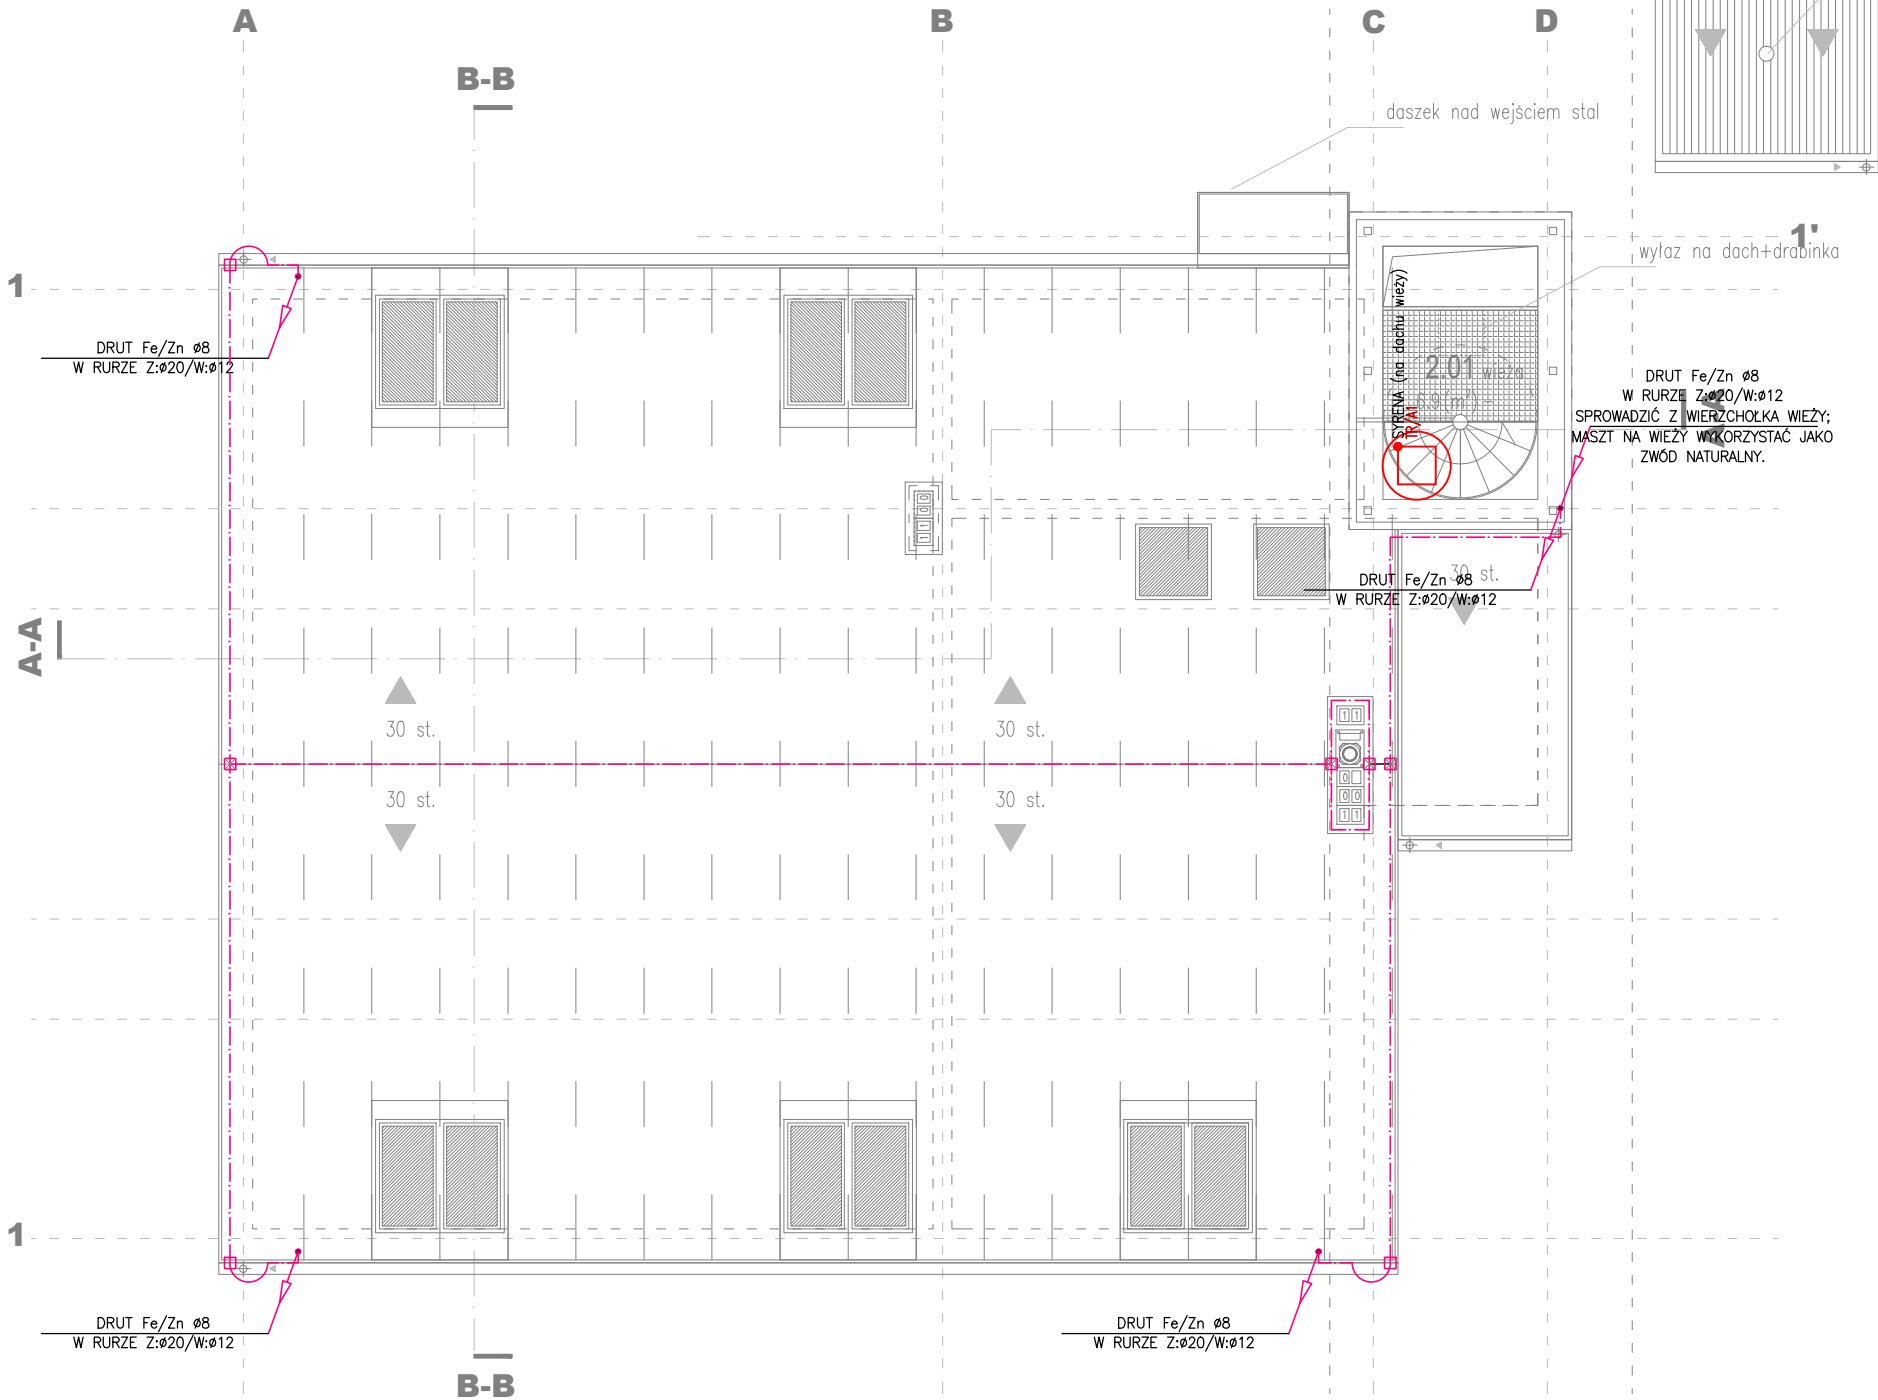 A
B
C
D
B-B
daszek nad wejściem stal
1'
wyłaz na dach+drabinka
1
DRUT Fe/Zn ø8
W RURZE Z:ø20/W:ø12
SYRENA (na dachu wieży)
TR/A1
2.01 wieża
DRUT Fe/Zn ø8
W RURZE Z:ø20/W:ø12
SPROWADZIĆ Z WIERZCHOŁKA WIEŻY;
MASZT NA WIEŻY WYKORZYSTAĆ JAKO
ZWÓD NATURALNY.
A-A
30 st.
DRUT Fe/Zn ø8
W RURZE Z:ø20/W:ø12
A-A
30 st.
30 st.
30 st.
30 st.
1
DRUT Fe/Zn ø8
W RURZE Z:ø20/W:ø12
DRUT Fe/Zn ø8
W RURZE Z:ø20/W:ø12
B-B